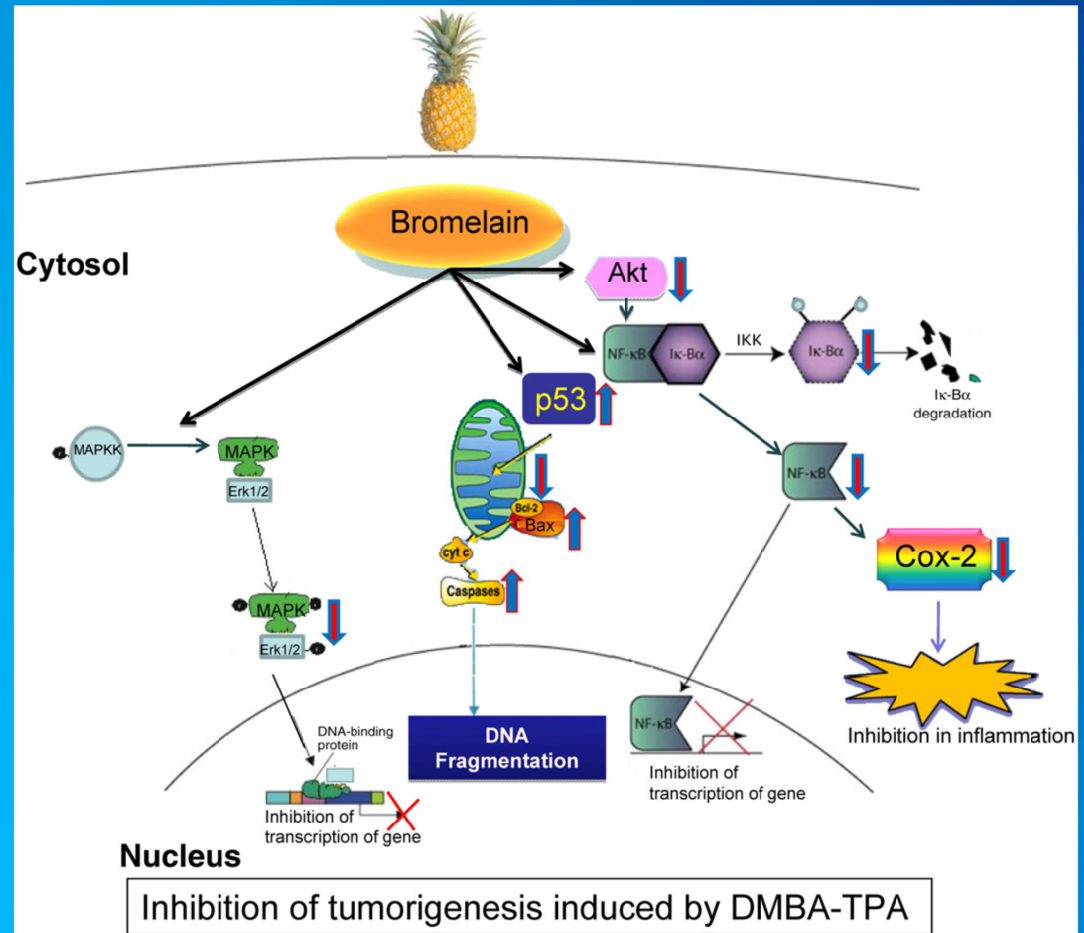 Bromelain
Cytosol
Akt
NF-κB
Iκ-Bα
IKK
Iκ-Bα
Iκ-Bα
degradation
p53
MAPKK
MAPK
Erk1/2
Bcl-2
Bax
cyt c
Caspases
NF-κB
Cox-2
MAPK
Erk1/2
DNA-binding
protein
DNA
Fragmentation
NF-κB
Inhibition in inflammation
Inhibition of
transcription of gene
Inhibition of
transcription of gene
Nucleus
Inhibition of tumorigenesis induced by DMBA-TPA